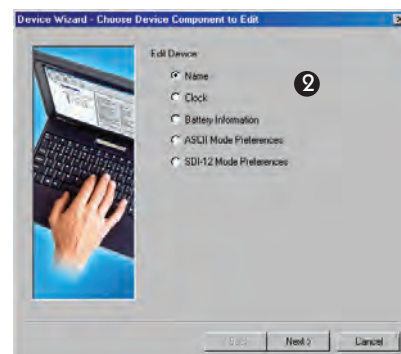 Device Wizard - Choose Device Component to Edit
Edit Device
Name
2
Clock
Battery Information
ASCII Mode Preferences
SDI-12 Mode Preferences
< Back Next > Cancel